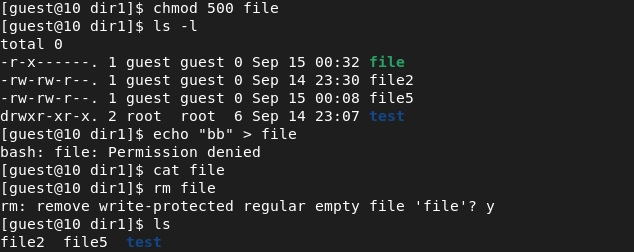 [guest@10 dir1]$ chmod 500 file
[guest@10 dir1]$ ls -l
total 0
-r-x------. 1 guest guest 0 Sep 15 00:32 file
-rw-rw-r--. 1 guest guest 0 Sep 14 23:30 file2
-rw-rw-r--. 1 guest guest 0 Sep 15 00:08 file5
drwxr-xr-x. 2 root  root  6 Sep 14 23:07 test
[guest@10 dir1]$ echo "bb" > file
bash: file: Permission denied
[guest@10 dir1]$ cat file
[guest@10 dir1]$ rm file
rm: remove write-protected regular empty file 'file'? y
[guest@10 dir1]$ ls
file2  file5  test